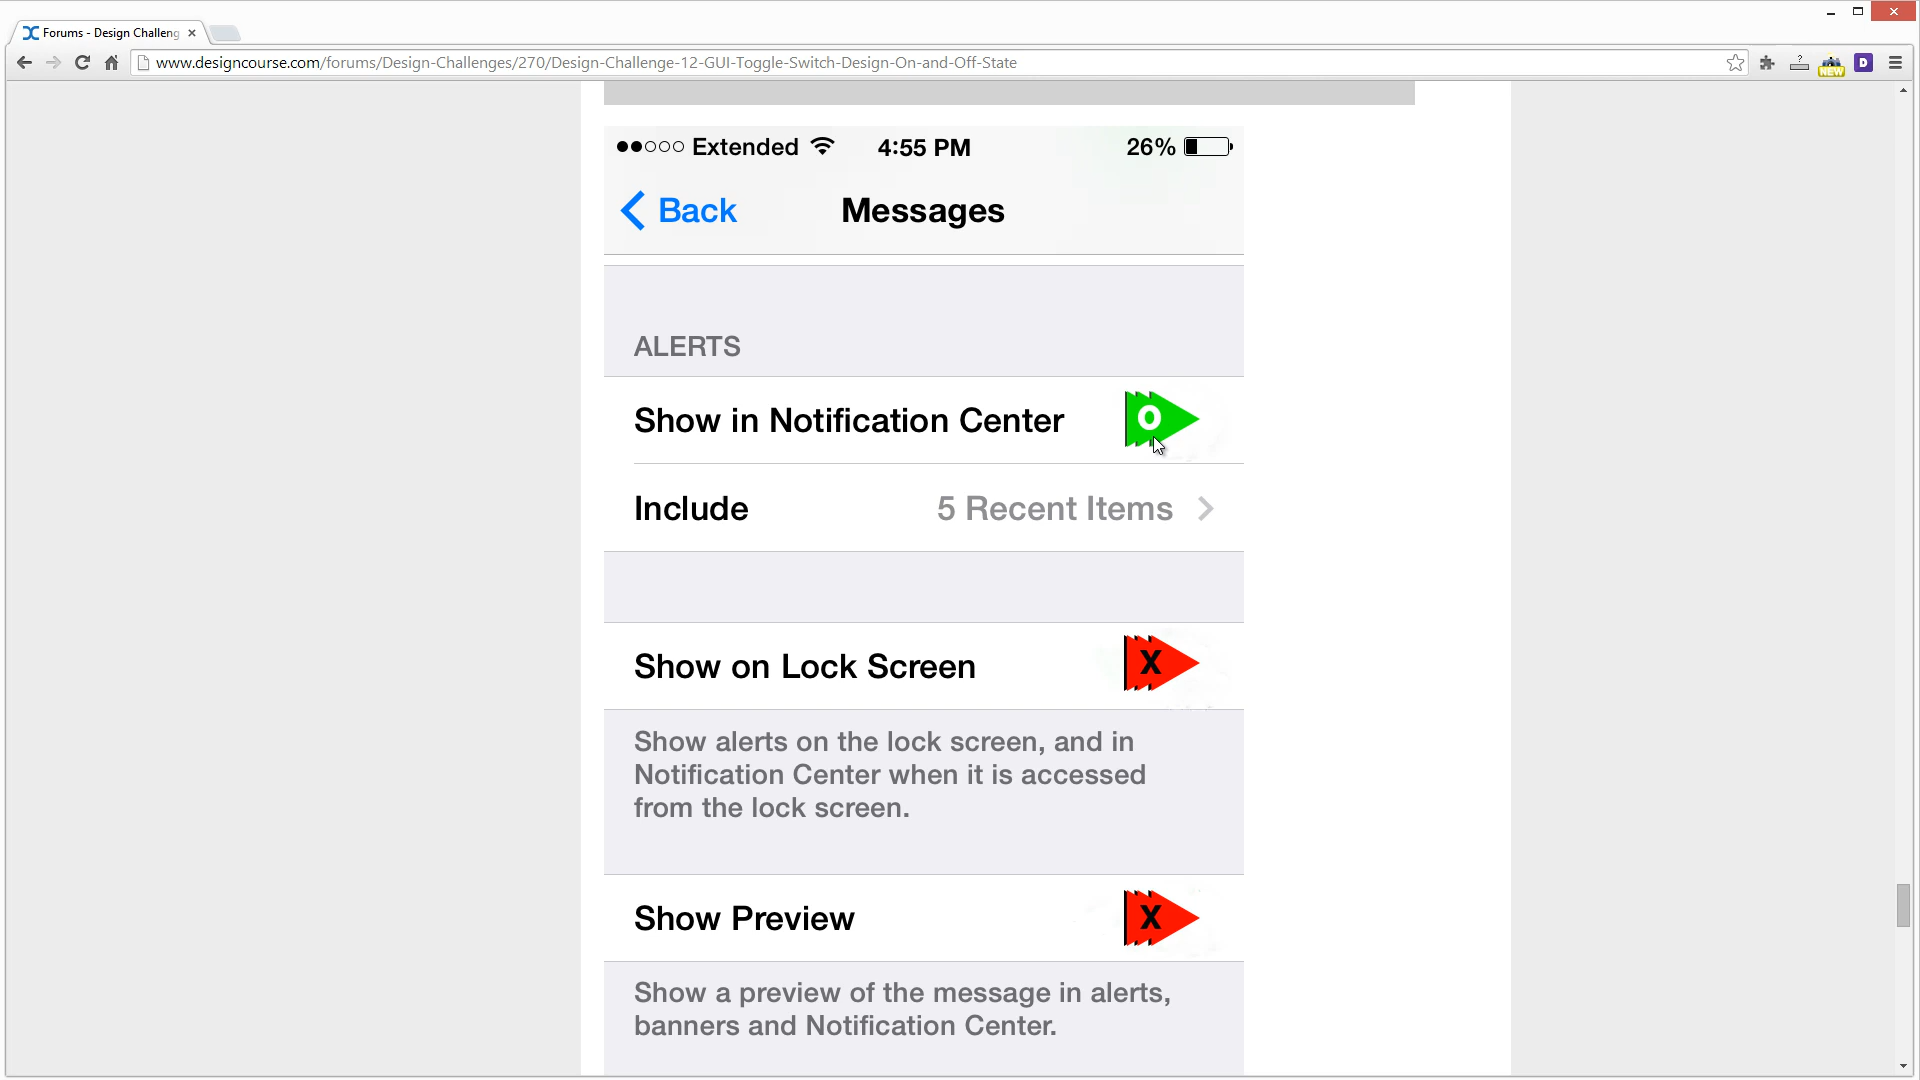 Forums - Design Challeng
www.designcourse.com/forums/Design-Challenges/270/Design-Challenge-12-GUI-Toggle-Switch-Design-On-and-Off-State
?
NEW
D
Extended 4:55 PM 26%
Back Messages
ALERTS
Show in Notification Center O
Include 5 Recent Items
Show on Lock Screen X
Show alerts on the lock screen, and in
Notification Center when it is accessed
from the lock screen.
Show Preview X
Show a preview of the message in alerts,
banners and Notification Center.